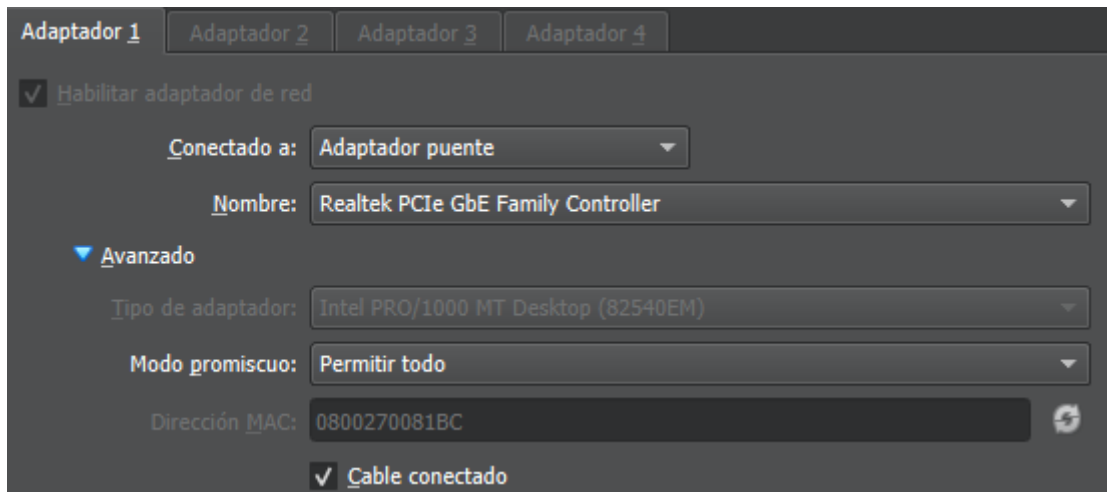 Adaptador 1 Adaptador 2 Adaptador 3 Adaptador 4
Habilitar adaptador de red
Conectado a: Adaptador puente
Nombre: Realtek PCIe GbE Family Controller
Avanzado
Tipo de adaptador: Intel PRO/1000 MT Desktop (82540EM)
Modo promiscuo: Permitir todo
Dirección MAC: 0800270081BC
Cable conectado